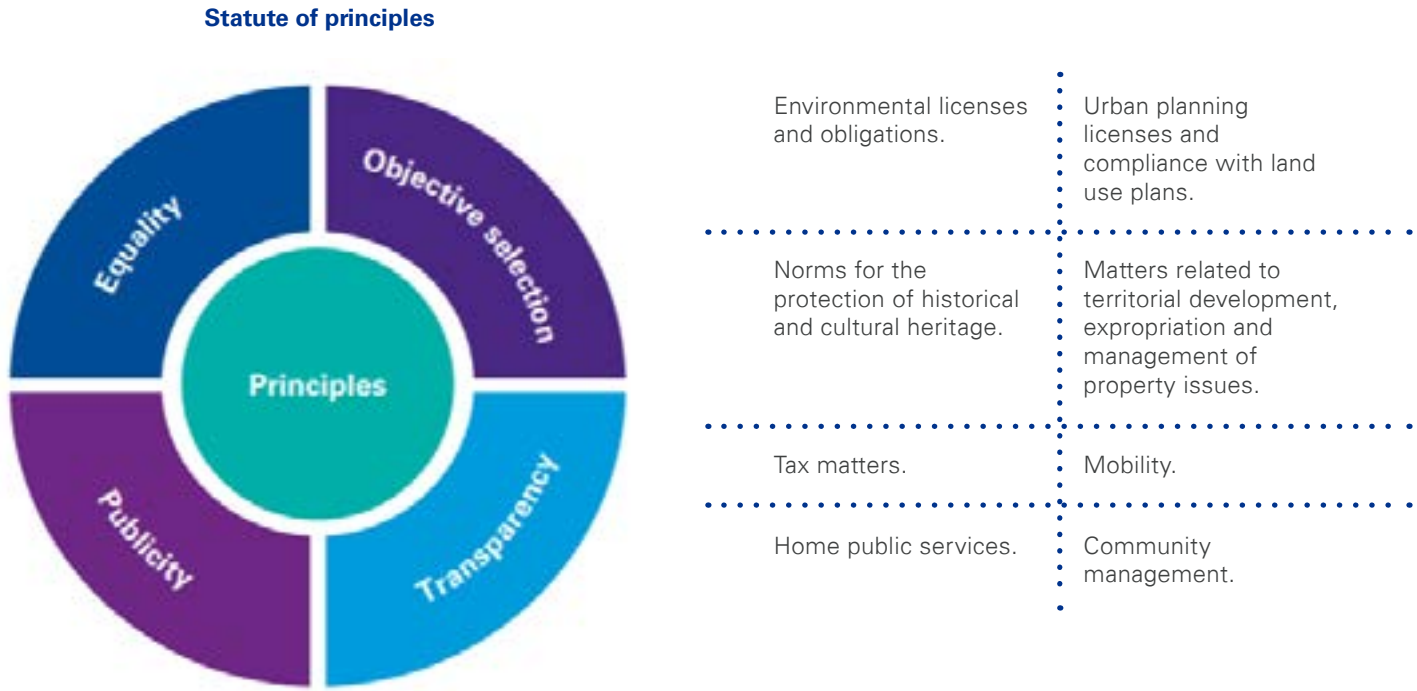 Statute of principles
Equality
Objective selection
Principles
Publicity
Transparency
Environmental licenses
and obligations.
Urban planning
licenses and
compliance with land
use plans.
Norms for the
protection of historical
and cultural heritage.
Matters related to
territorial development,
expropriation and
management of
property issues.
Tax matters.
Mobility.
Home public services.
Community
management.